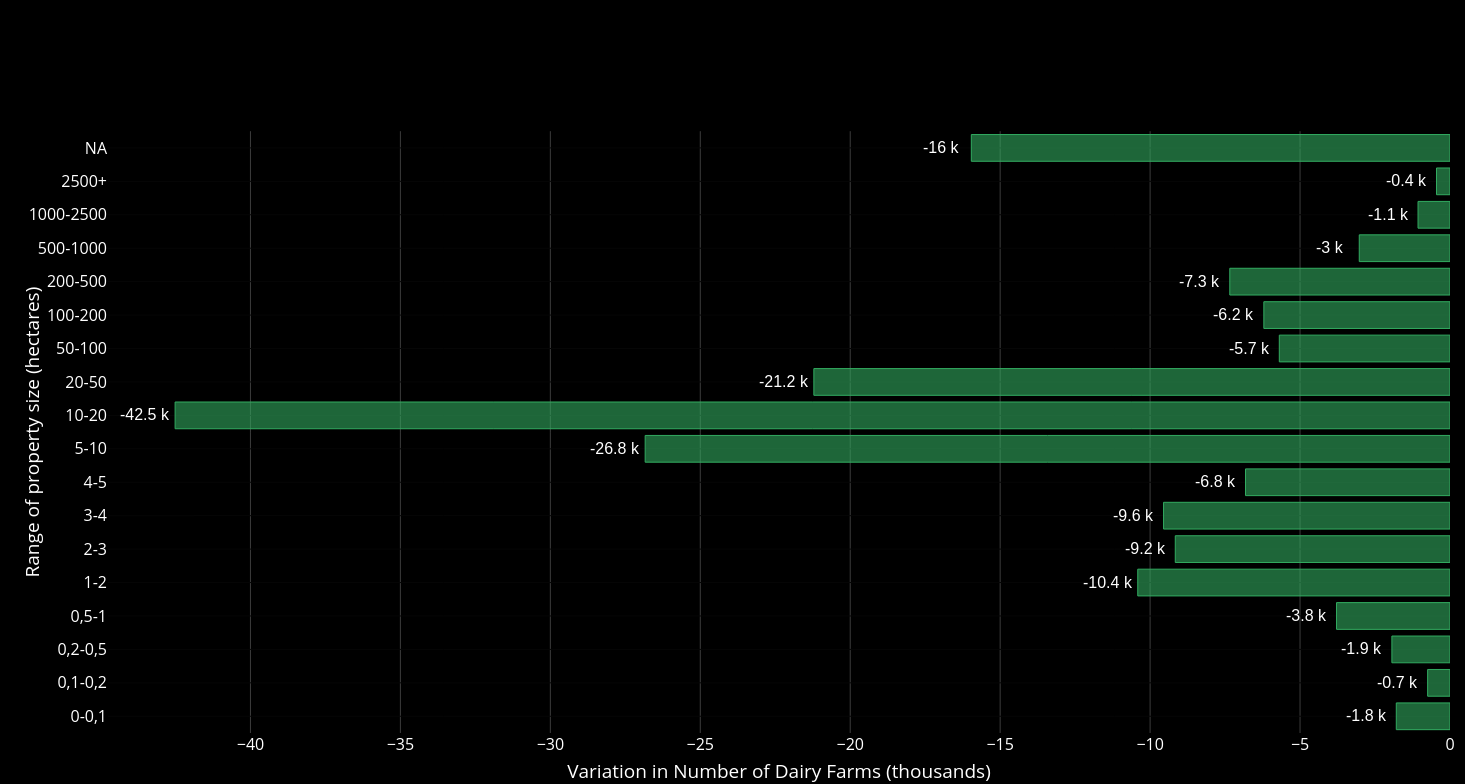 NA -16 k
2500+ -0.4 k
1000-2500 -1.1 k
500-1000 -3 k
200-500 -7.3 k
100-200 -6.2 k
50-100 -5.7 k
20-50 -21.2 k
10-20 -42.5 k
5-10 -26.8 k
4-5 -6.8 k
3-4 -9.6 k
2-3 -9.2 k
1-2 -10.4 k
0,5-1 -3.8 k
0,2-0,5 -1.9 k
0,1-0,2 -0.7 k
0-0,1 -1.8 k
Range of property size (hectares)
−40 −35 −30 −25 −20 −15 −10 −5 0
Variation in Number of Dairy Farms (thousands)